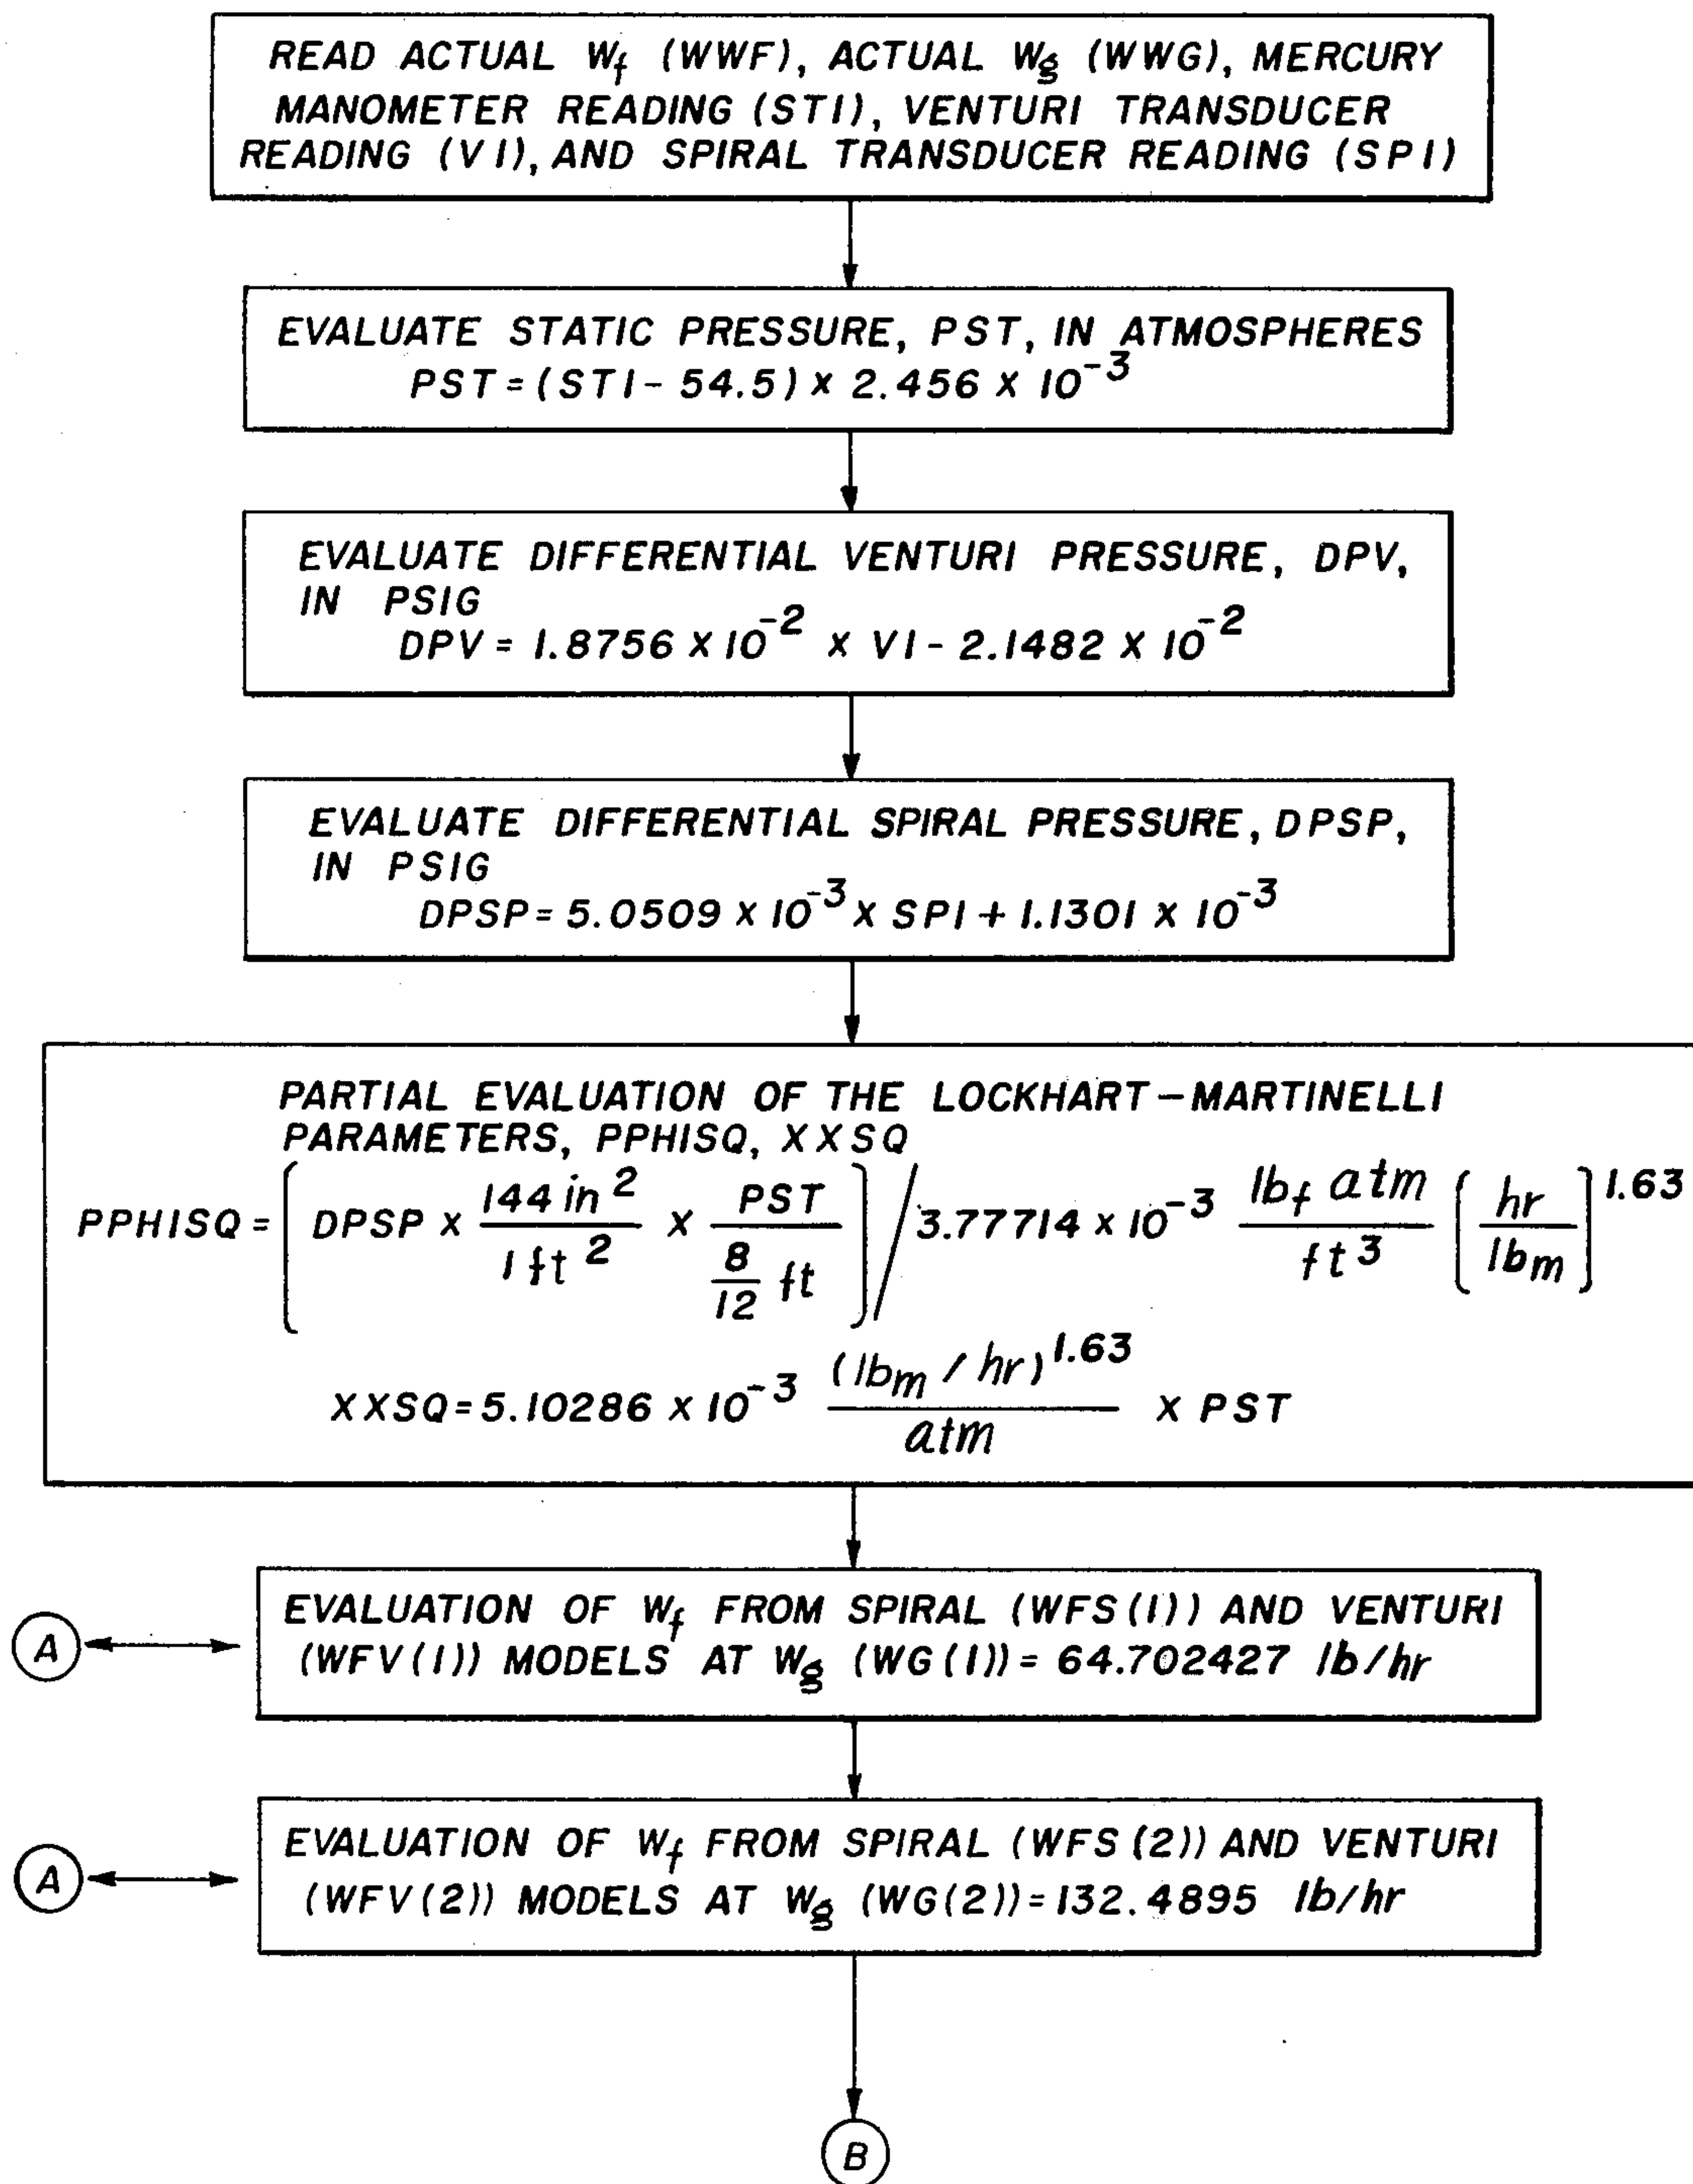 READ ACTUAL Wf (WWF), ACTUAL Wg (WWG), MERCURY
MANOMETER READING (STI), VENTURI TRANSDUCER
READING (VI), AND SPIRAL TRANSDUCER READING (SPI)
EVALUATE STATIC PRESSURE, PST, IN ATMOSPHERES
PST = (STI - 54.5) x 2.456 x 10^-3
EVALUATE DIFFERENTIAL VENTURI PRESSURE, DPV,
IN PSIG
DPV = 1.8756 x 10^-2 x VI - 2.1482 x 10^-2
EVALUATE DIFFERENTIAL SPIRAL PRESSURE, DPSP,
IN PSIG
DPSP = 5.0509 x 10^-3 x SPI + 1.1301 x 10^-3
PARTIAL EVALUATION OF THE LOCKHART-MARTINELLI
PARAMETERS, PPHISQ, XXSQ
PPHISQ = [DPSP x 144 in^2 / 1 ft^2 x PST / (8/12 ft)] / 3.77714 x 10^-3 lbf atm / ft^3 [hr / lbm]^1.63
XXSQ = 5.10286 x 10^-3 (lbm / hr)^1.63 / atm x PST
A
EVALUATION OF Wf FROM SPIRAL (WFS(1)) AND VENTURI
(WFV(1)) MODELS AT Wg (WG(1)) = 64.702427 lb/hr
A
EVALUATION OF Wf FROM SPIRAL (WFS(2)) AND VENTURI
(WFV(2)) MODELS AT Wg (WG(2)) = 132.4895 lb/hr
B